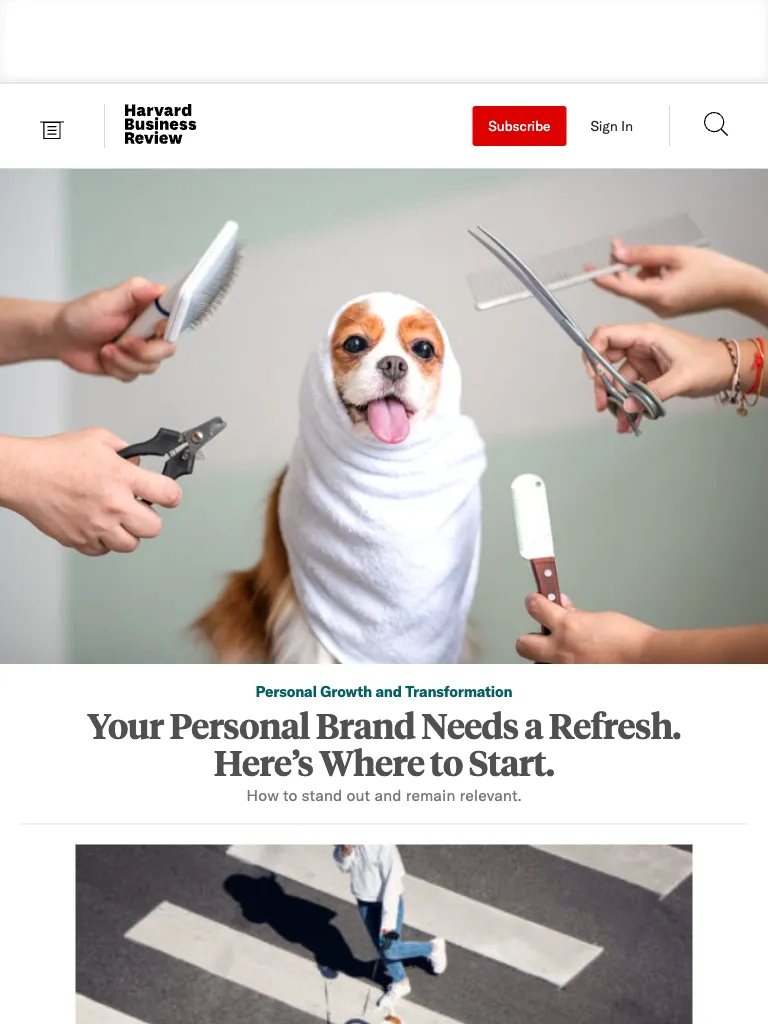 Harvard
Business
Review
Subscribe
Sign In
Personal Growth and Transformation
Your Personal Brand Needs a Refresh.
Here’s Where to Start.
How to stand out and remain relevant.